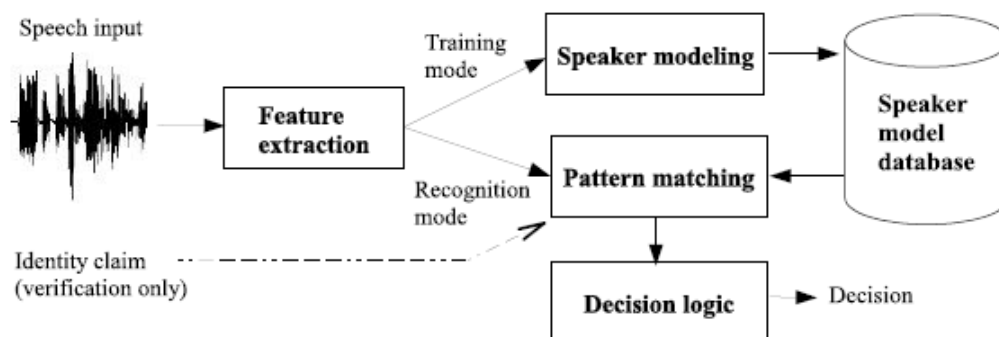 Speech input
Training
mode
Speaker modeling
Feature
extraction
Speaker
model
database
Recognition
mode
Pattern matching
Identity claim
(verification only)
Decision logic
Decision